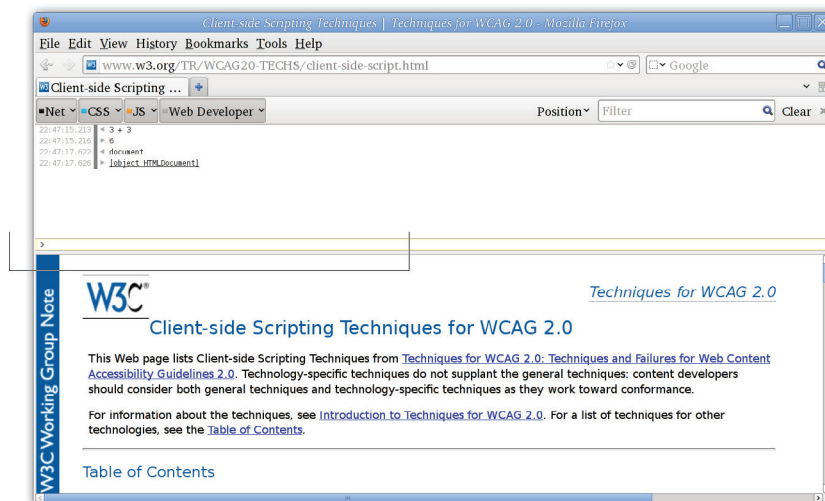 Client-side Scripting Techniques | Techniques for WCAG 2.0 - Mozilla Firefox
File Edit View History Bookmarks Tools Help
W3 www.w3.org/TR/WCAG20-TECHS/client-side-script.html Google
W3 Client-side Scripting ...
Net CSS JS Web Developer Position Filter Clear
22:47:15.213 3 + 3
22:47:15.216 6
22:47:17.622 document
22:47:17.626 [object HTMLDocument]
>
W3C Working Group Note
W3C®
Techniques for WCAG 2.0
Client-side Scripting Techniques for WCAG 2.0
This Web page lists Client-side Scripting Techniques from Techniques for WCAG 2.0: Techniques and Failures for Web Content
Accessibility Guidelines 2.0. Technology-specific techniques do not supplant the general techniques: content developers
should consider both general techniques and technology-specific techniques as they work toward conformance.
For information about the techniques, see Introduction to Techniques for WCAG 2.0. For a list of techniques for other
technologies, see the Table of Contents.
Table of Contents